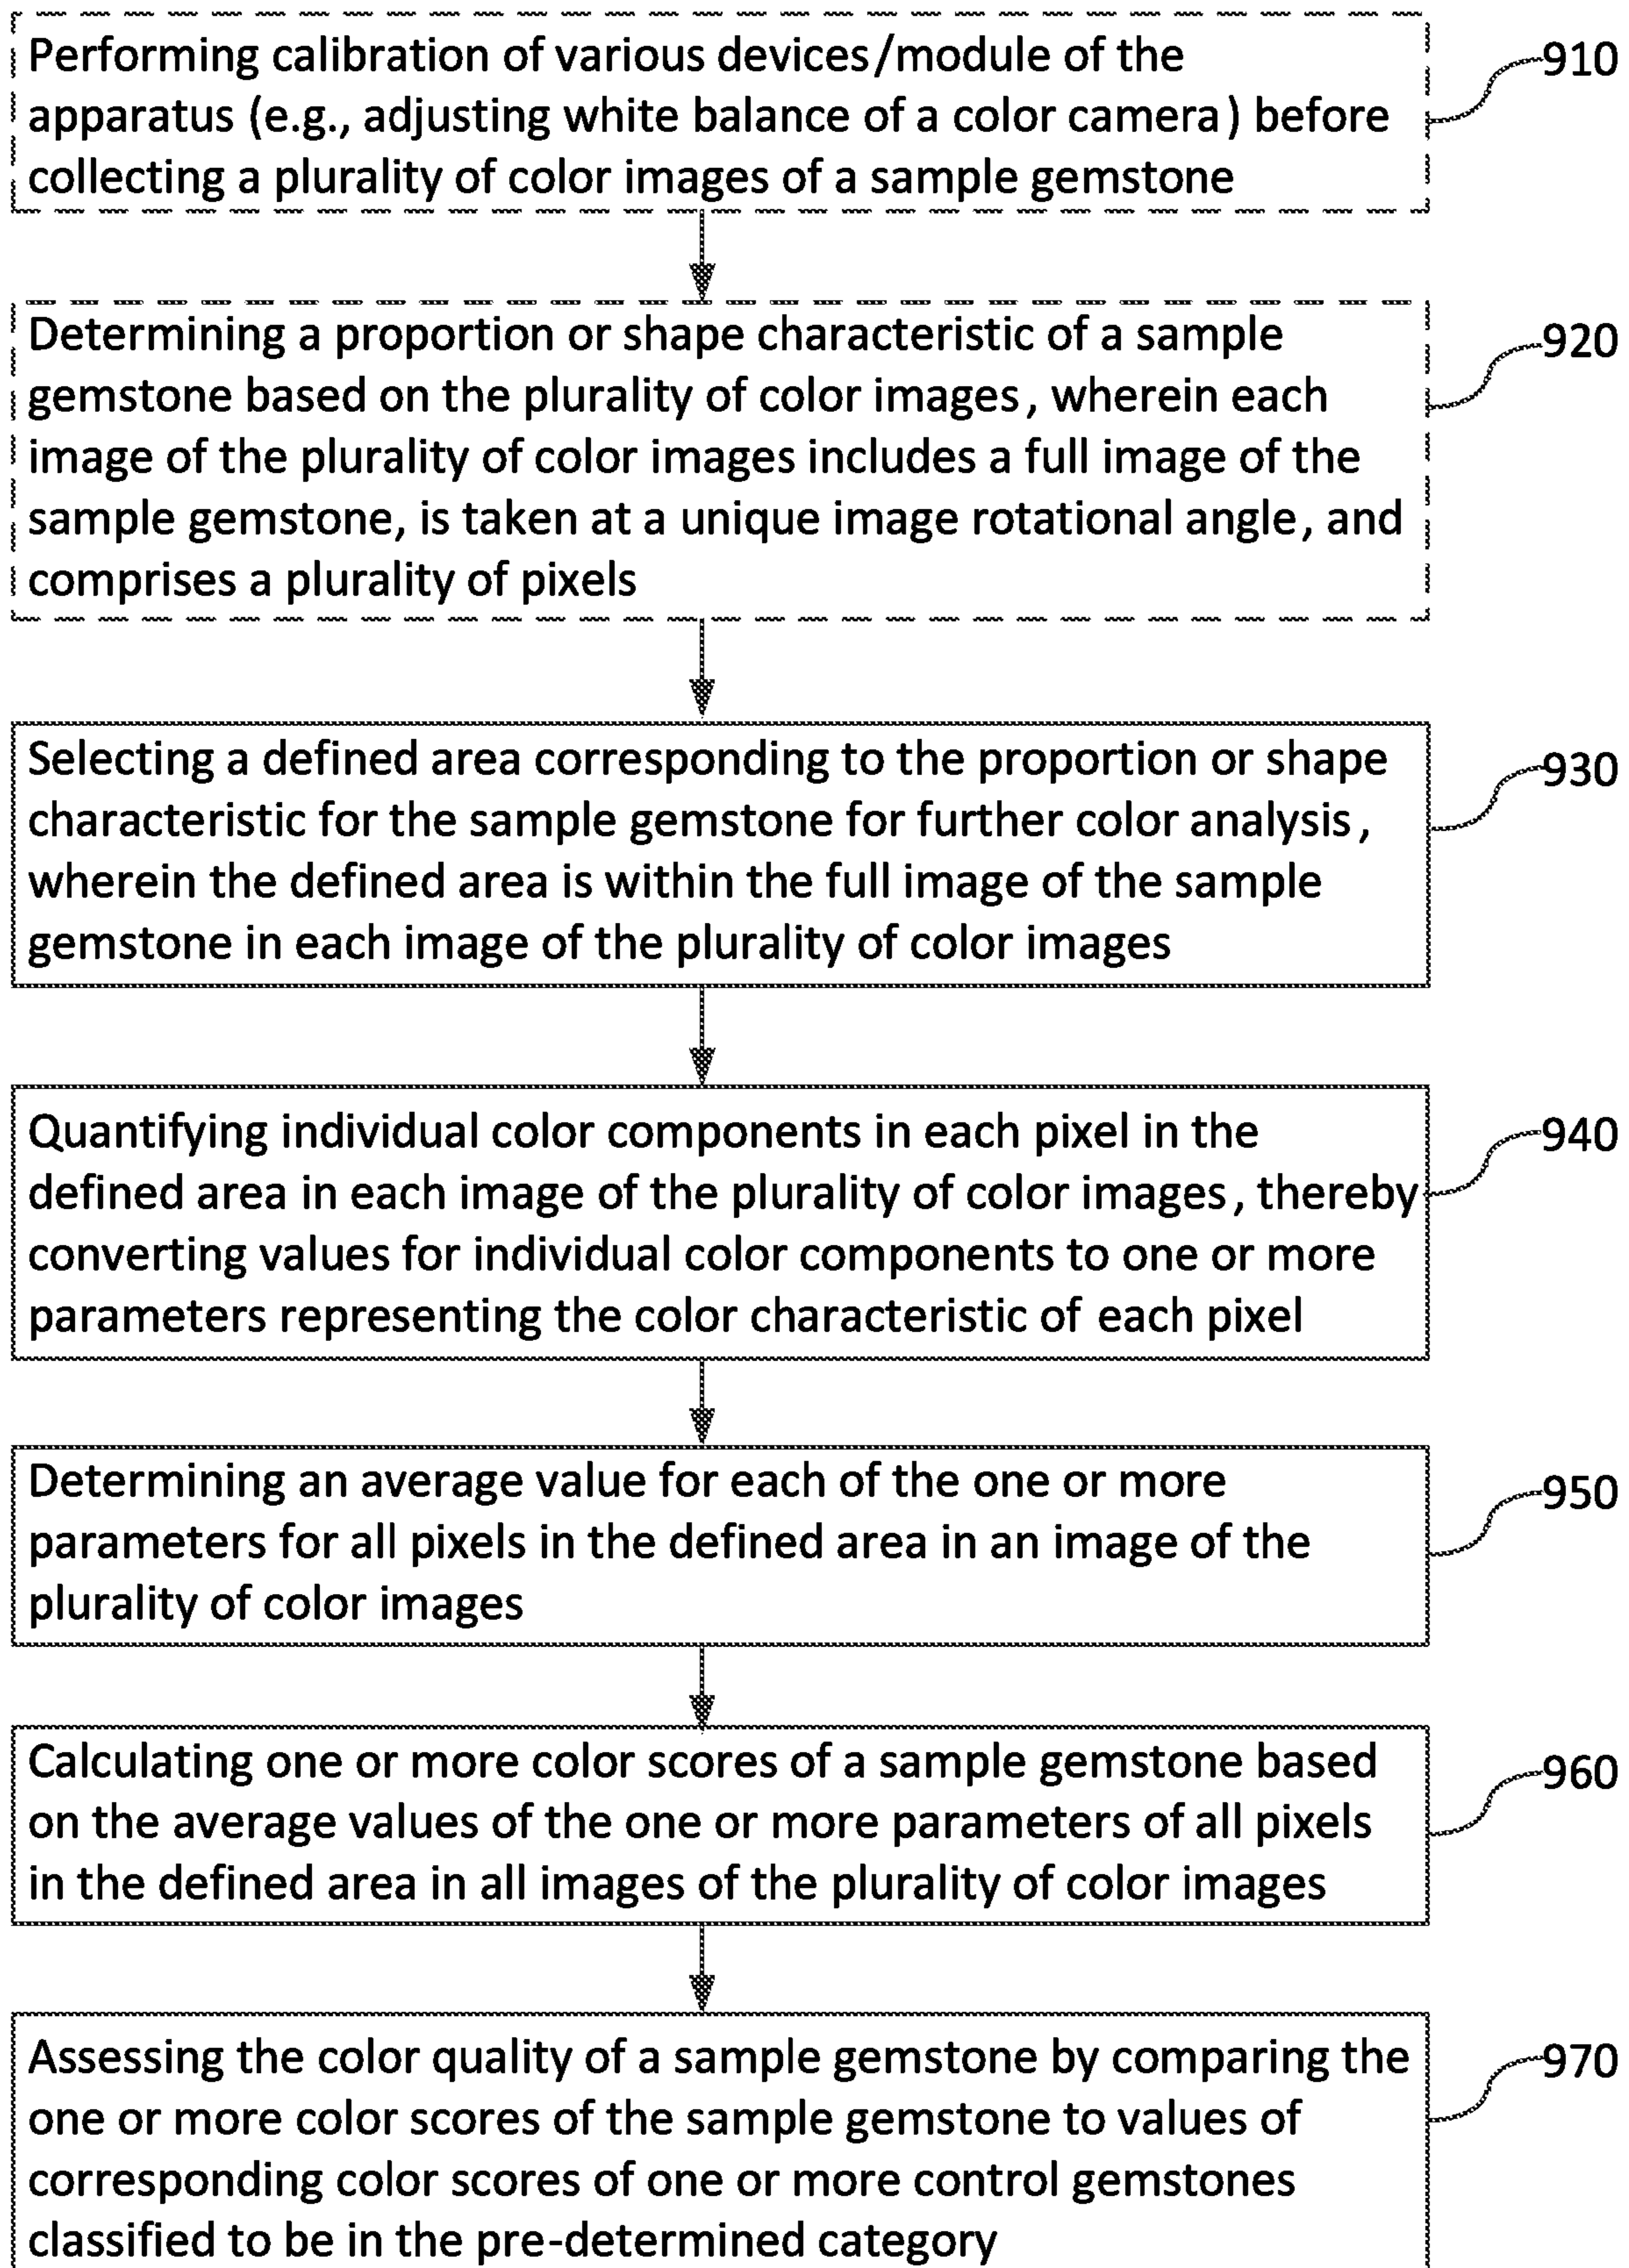 Performing calibration of various devices/module of the
910
apparatus (e.g., adjusting white balance of a color camera) before
collecting a plurality of color images of a sample gemstone
Determining a proportion or shape characteristic of a sample
920
gemstone based on the plurality of color images, wherein each
image of the plurality of color images includes a full image of the
sample gemstone, is taken at a unique image rotational angle, and
comprises a plurality of pixels
Selecting a defined area corresponding to the proportion or shape
930
characteristic for the sample gemstone for further color analysis,
wherein the defined area is within the full image of the sample
gemstone in each image of the plurality of color images
Quantifying individual color components in each pixel in the
940
defined area in each image of the plurality of color images, thereby
converting values for individual color components to one or more
parameters representing the color characteristic of each pixel
Determining an average value for each of the one or more
950
parameters for all pixels in the defined area in an image of the
plurality of color images
Calculating one or more color scores of a sample gemstone based
960
on the average values of the one or more parameters of all pixels
in the defined area in all images of the plurality of color images
Assessing the color quality of a sample gemstone by comparing the
970
one or more color scores of the sample gemstone to values of
corresponding color scores of one or more control gemstones
classified to be in the pre-determined category